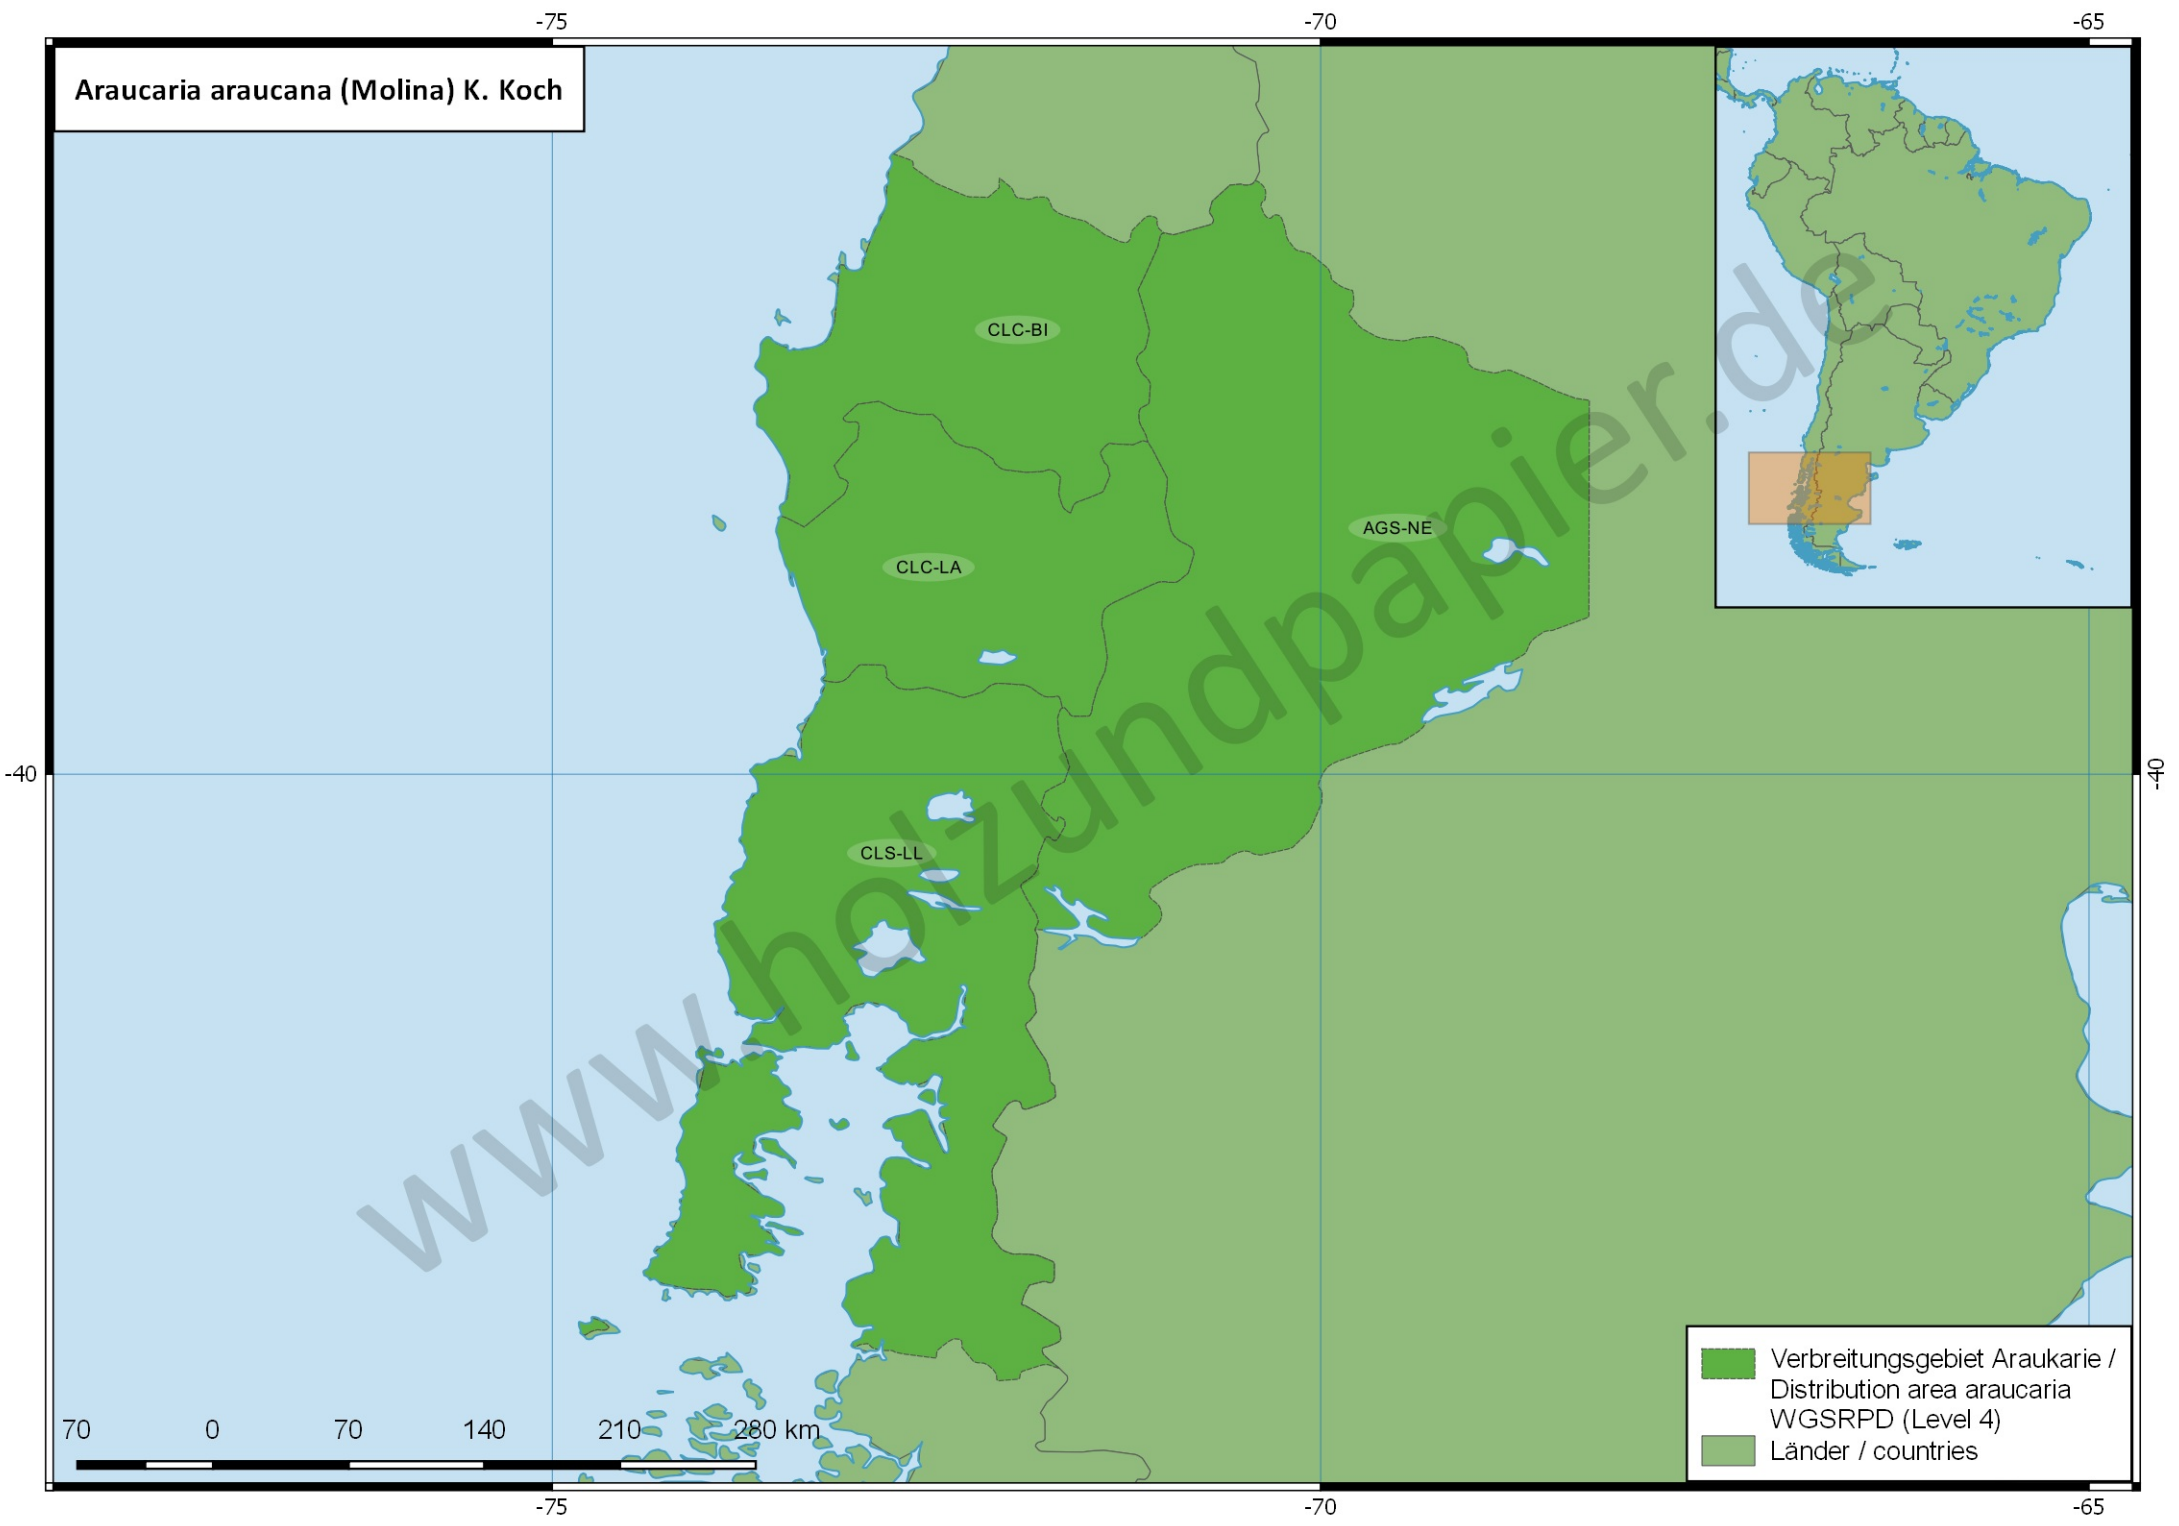 -75
-70
-65
Araucaria araucana (Molina) K. Koch
CLC-BI
AGS-NE
CLC-LA
-40
-40
CLS-LL
www.holzundpapier.de
Verbreitungsgebiet Araukarie /
Distribution area araucaria
WGSRPD (Level 4)
Länder / countries
70 0 70 140 210 280 km
-75
-70
-65